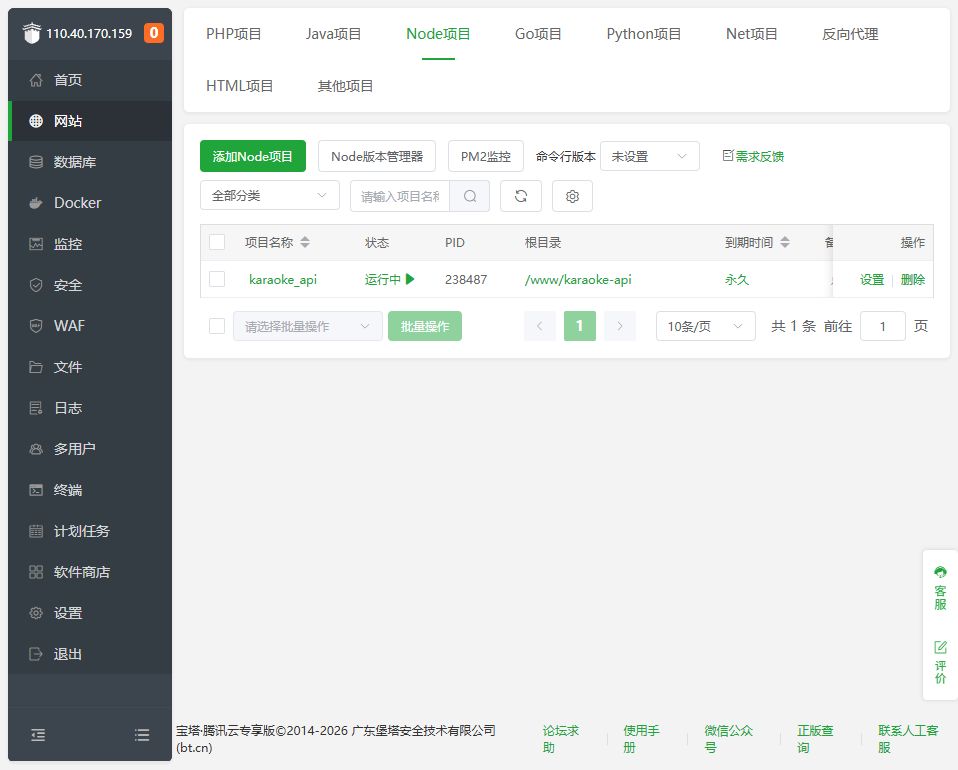 110.40.170.159 0
首页
网站
数据库
Docker
监控
安全
WAF
文件
日志
多用户
终端
计划任务
软件商店
设置
退出
PHP项目 Java项目 Node项目 Go项目 Python项目 Net项目 反向代理
HTML项目 其他项目
添加Node项目 Node版本管理器 PM2监控 命令行版本 未设置 需求反馈
全部分类 请输入项目名称
项目名称 状态 PID 根目录 到期时间 操作
karaoke_api 运行中 238487 /www/karaoke-api 永久 设置 删除
请选择批量操作 批量操作 1 10条/页 共 1 条 前往 1 页
客服
评价
宝塔·腾讯云专享版©2014-2026 广东堡塔安全技术有限公司
(bt.cn)
论坛求助
使用手册
微信公众号
正版查询
联系人工客服